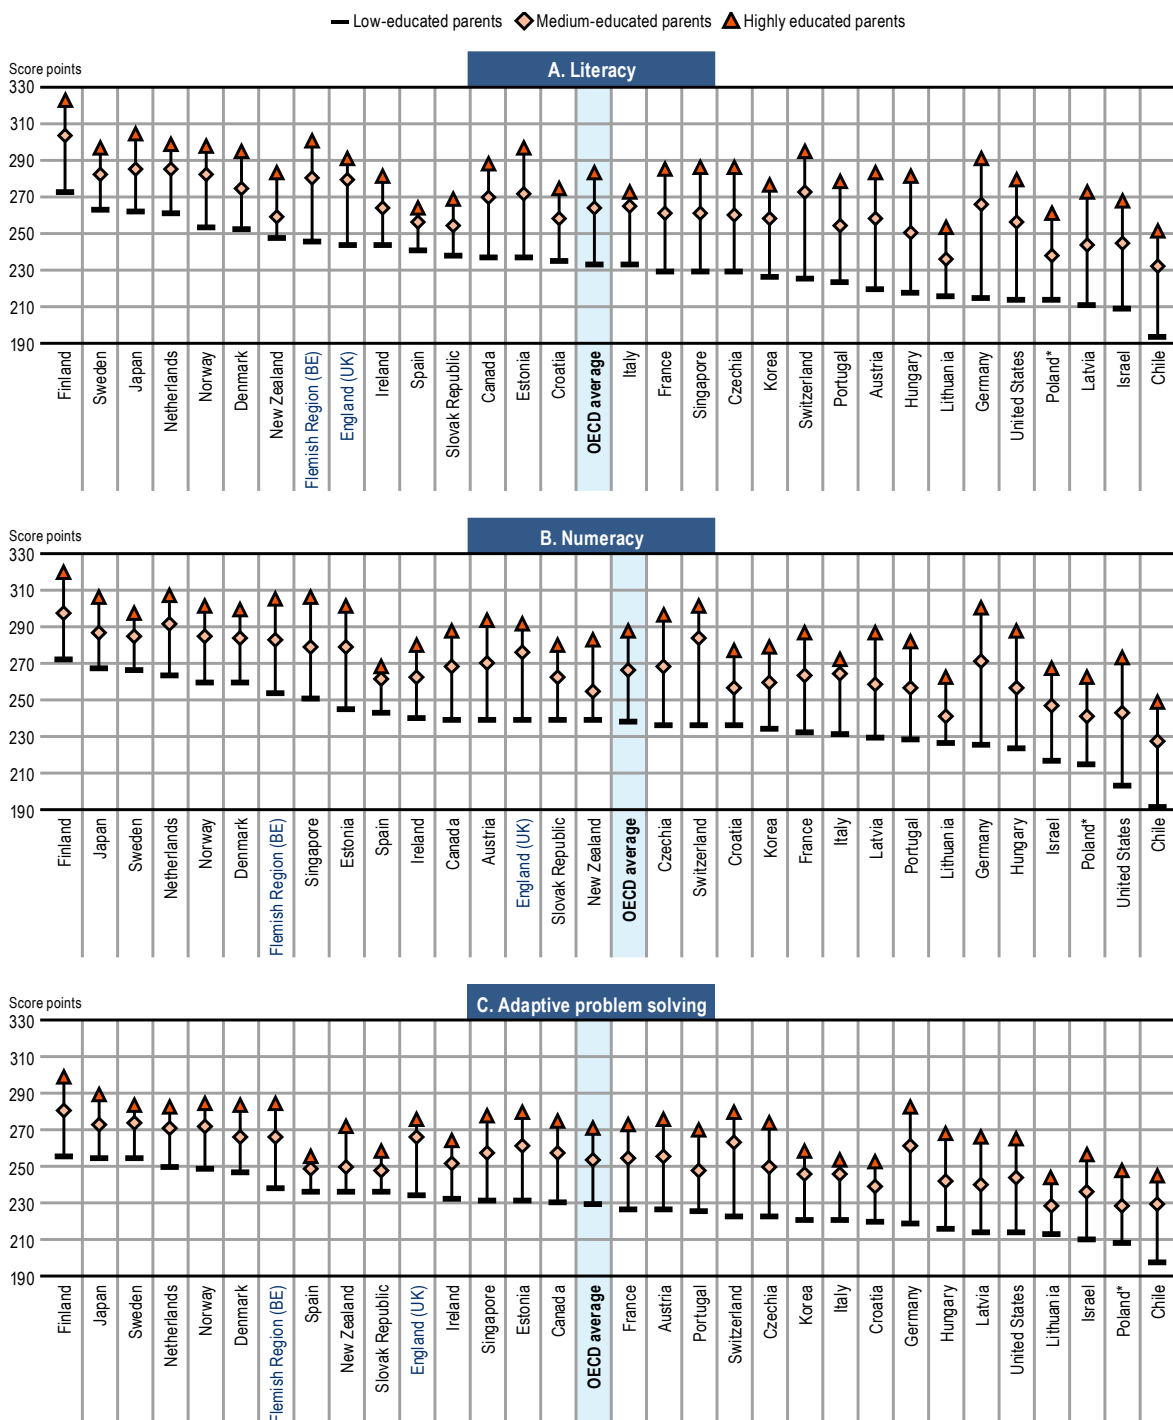 Low-educated parents Medium-educated parents Highly educated parents
A. Literacy
Score points
330
310
290
270
250
230
210
190
Finland
Sweden
Japan
Netherlands
Norway
Denmark
New Zealand
Flemish Region (BE)
England (UK)
Ireland
Spain
Slovak Republic
Canada
Estonia
Croatia
OECD average
Italy
France
Singapore
Czechia
Korea
Switzerland
Portugal
Austria
Hungary
Lithuania
Germany
United States
Poland*
Latvia
Israel
Chile
B. Numeracy
Score points
330
310
290
270
250
230
210
190
Finland
Japan
Sweden
Netherlands
Norway
Denmark
Flemish Region (BE)
Singapore
Estonia
Spain
Ireland
Canada
Austria
England (UK)
Slovak Republic
New Zealand
OECD average
Czechia
Switzerland
Croatia
Korea
France
Italy
Latvia
Portugal
Lithuania
Germany
Hungary
Israel
Poland*
United States
Chile
C. Adaptive problem solving
Score points
330
310
290
270
250
230
210
190
Finland
Japan
Sweden
Netherlands
Norway
Denmark
Flemish Region (BE)
Spain
New Zealand
Slovak Republic
England (UK)
Ireland
Singapore
Estonia
Canada
OECD average
France
Austria
Portugal
Switzerland
Czechia
Korea
Italy
Croatia
Germany
Hungary
Latvia
United States
Lithuania
Israel
Poland*
Chile